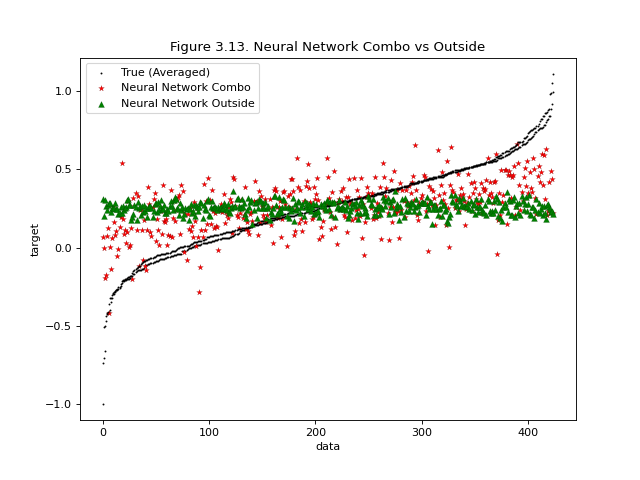 Figure 3.13. Neural Network Combo vs Outside
True (Averaged)
Neural Network Combo
Neural Network Outside
1.0
0.5
0.0
−0.5
−1.0
target
0 100 200 300 400
data